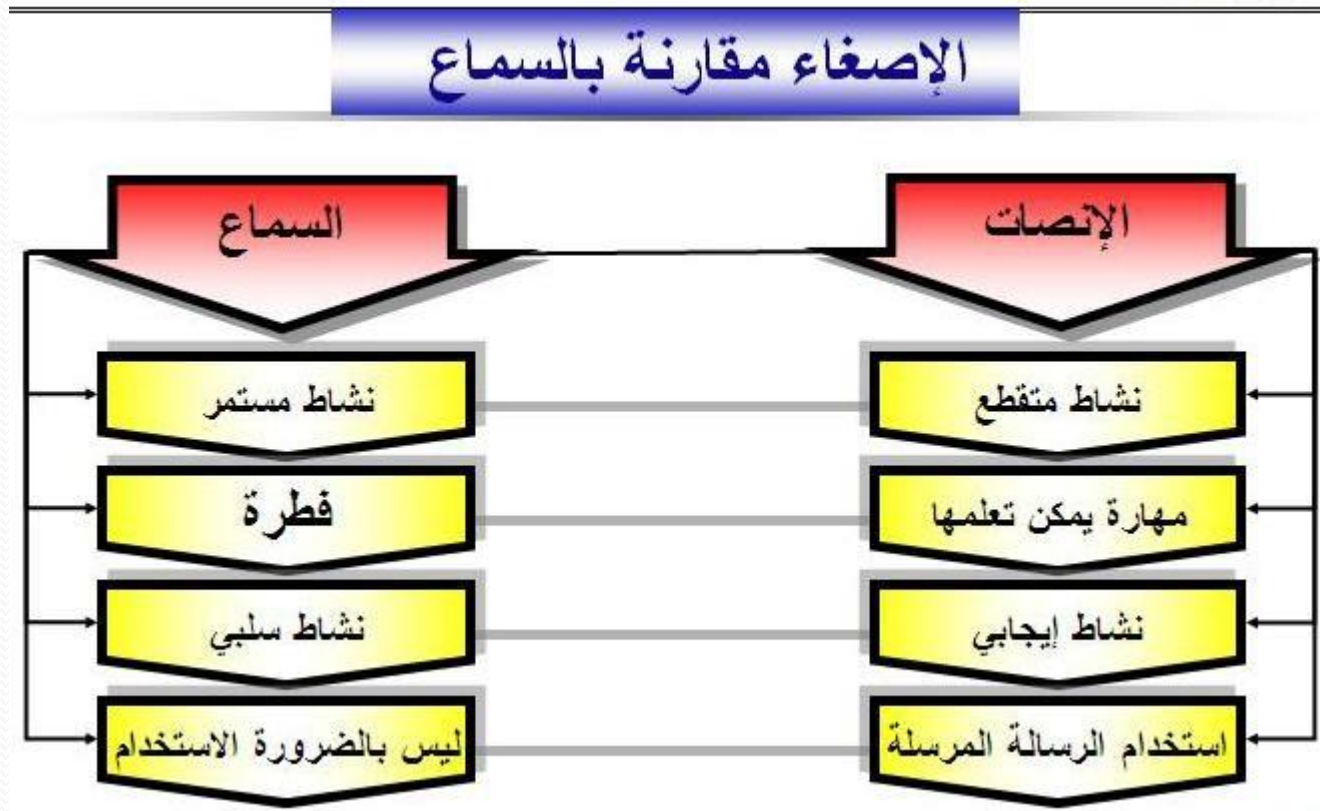 الإصغاء مقارنة بالسماع
الإنصات
السماع
نشاط متقطع
نشاط مستمر
مهارة يمكن تعلمها
فطرة
نشاط إيجابي
نشاط سلبي
استخدام الرسالة المرسلة
ليس بالضرورة الاستخدام